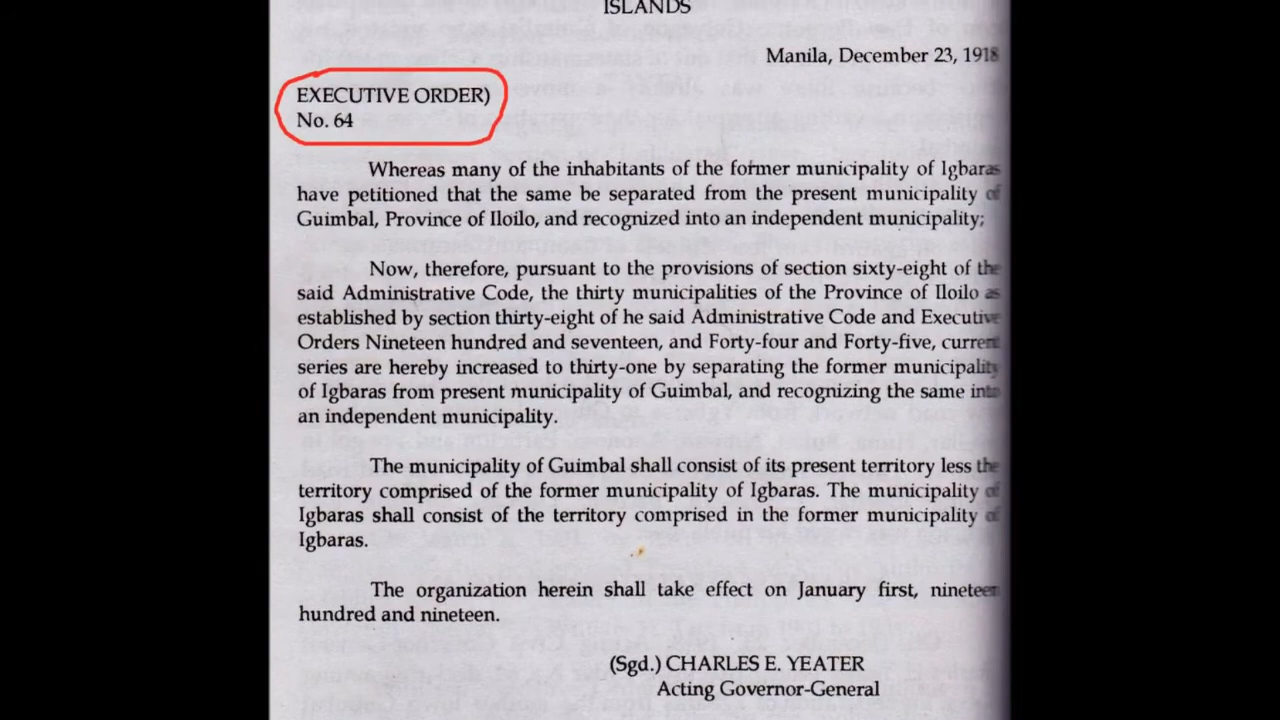 ISLANDS
Manila, December 23, 1918
EXECUTIVE ORDER)
No. 64
Whereas many of the inhabitants of the former municipality of Igbaras
have petitioned that the same be separated from the present municipality of
Guimbal, Province of Iloilo, and recognized into an independent municipality;
Now, therefore, pursuant to the provisions of section sixty-eight of the
said Administrative Code, the thirty municipalities of the Province of Iloilo as
established by section thirty-eight of he said Administrative Code and Executive
Orders Nineteen hundred and seventeen, and Forty-four and Forty-five, current
series are hereby increased to thirty-one by separating the former municipality
of Igbaras from present municipality of Guimbal, and recognizing the same into
an independent municipality.
The municipality of Guimbal shall consist of its present territory less the
territory comprised of the former municipality of Igbaras. The municipality of
Igbaras shall consist of the territory comprised in the former municipality of
Igbaras.
The organization herein shall take effect on January first, nineteen
hundred and nineteen.
(Sgd.) CHARLES E. YEATER
Acting Governor-General